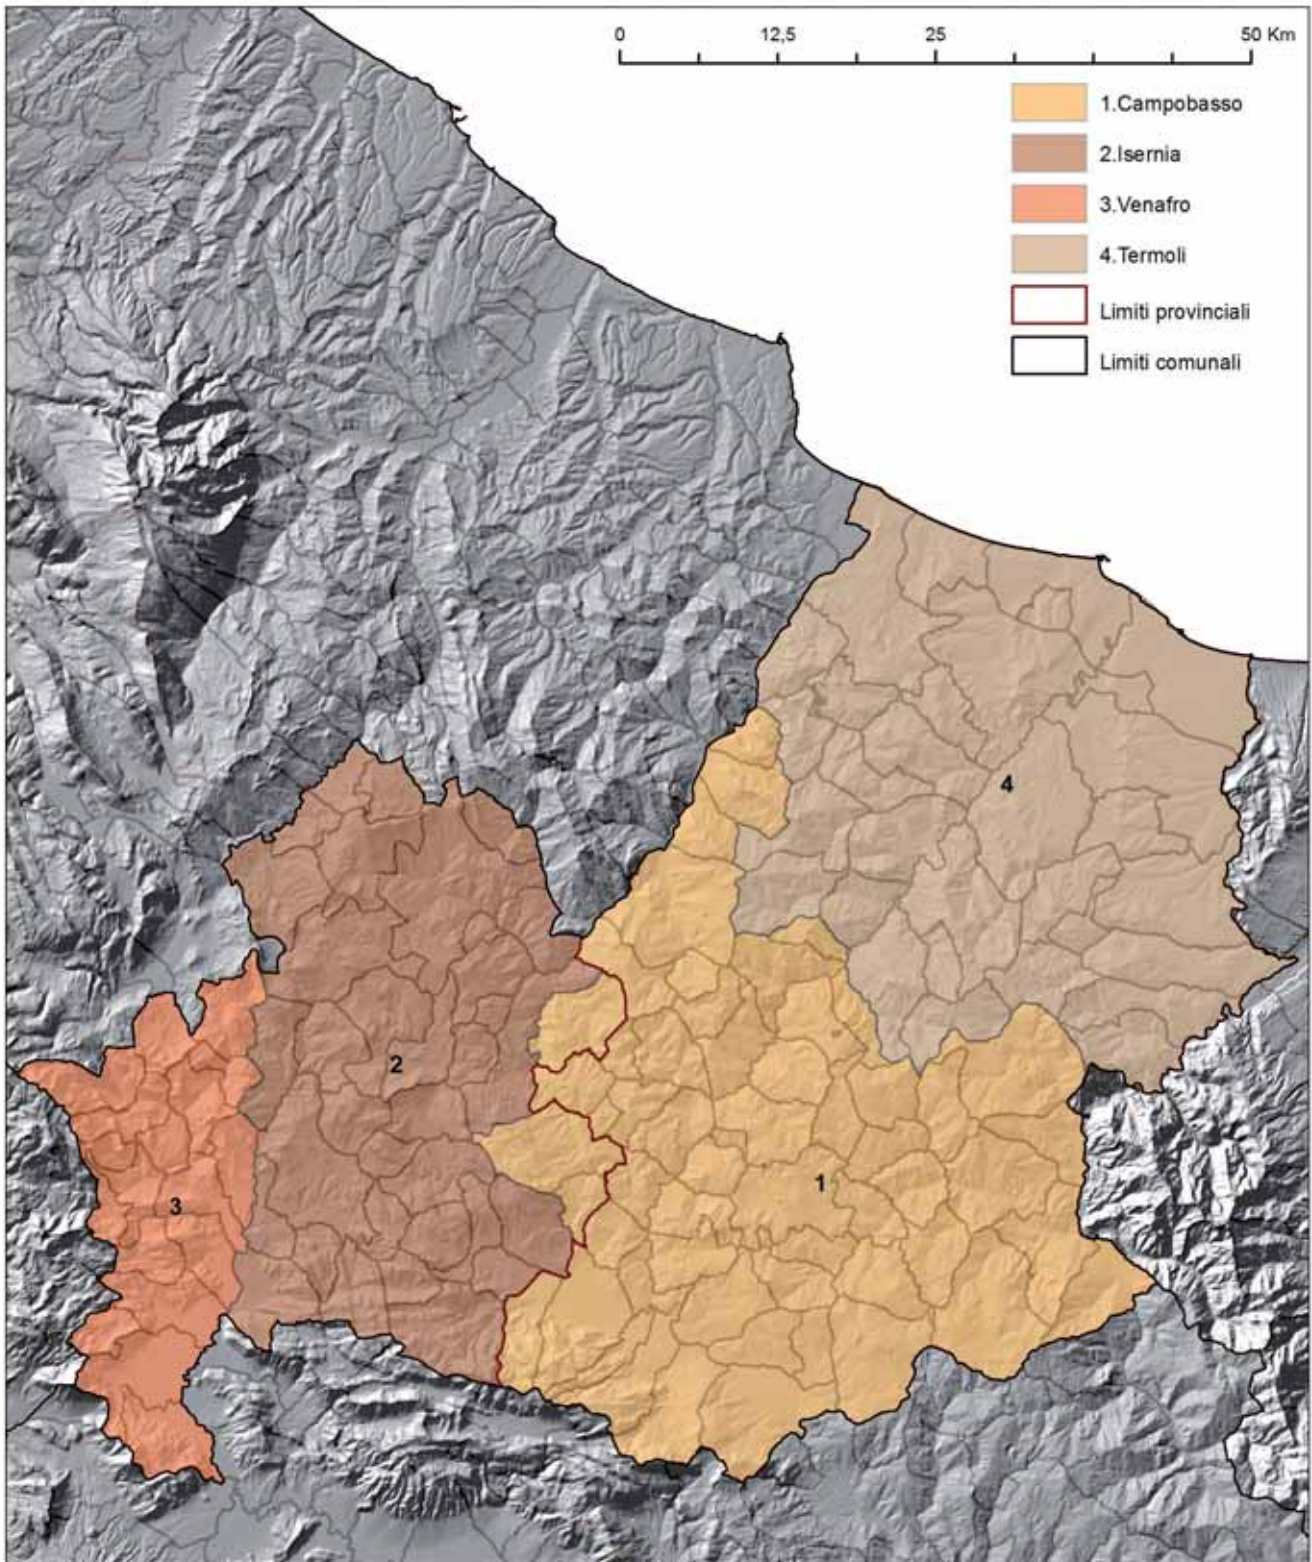 0 12,5 25 50 Km
1.Campobasso
2.Isernia
3.Venafro
4.Termoli
Limiti provinciali
Limiti comunali
4
2
1
3